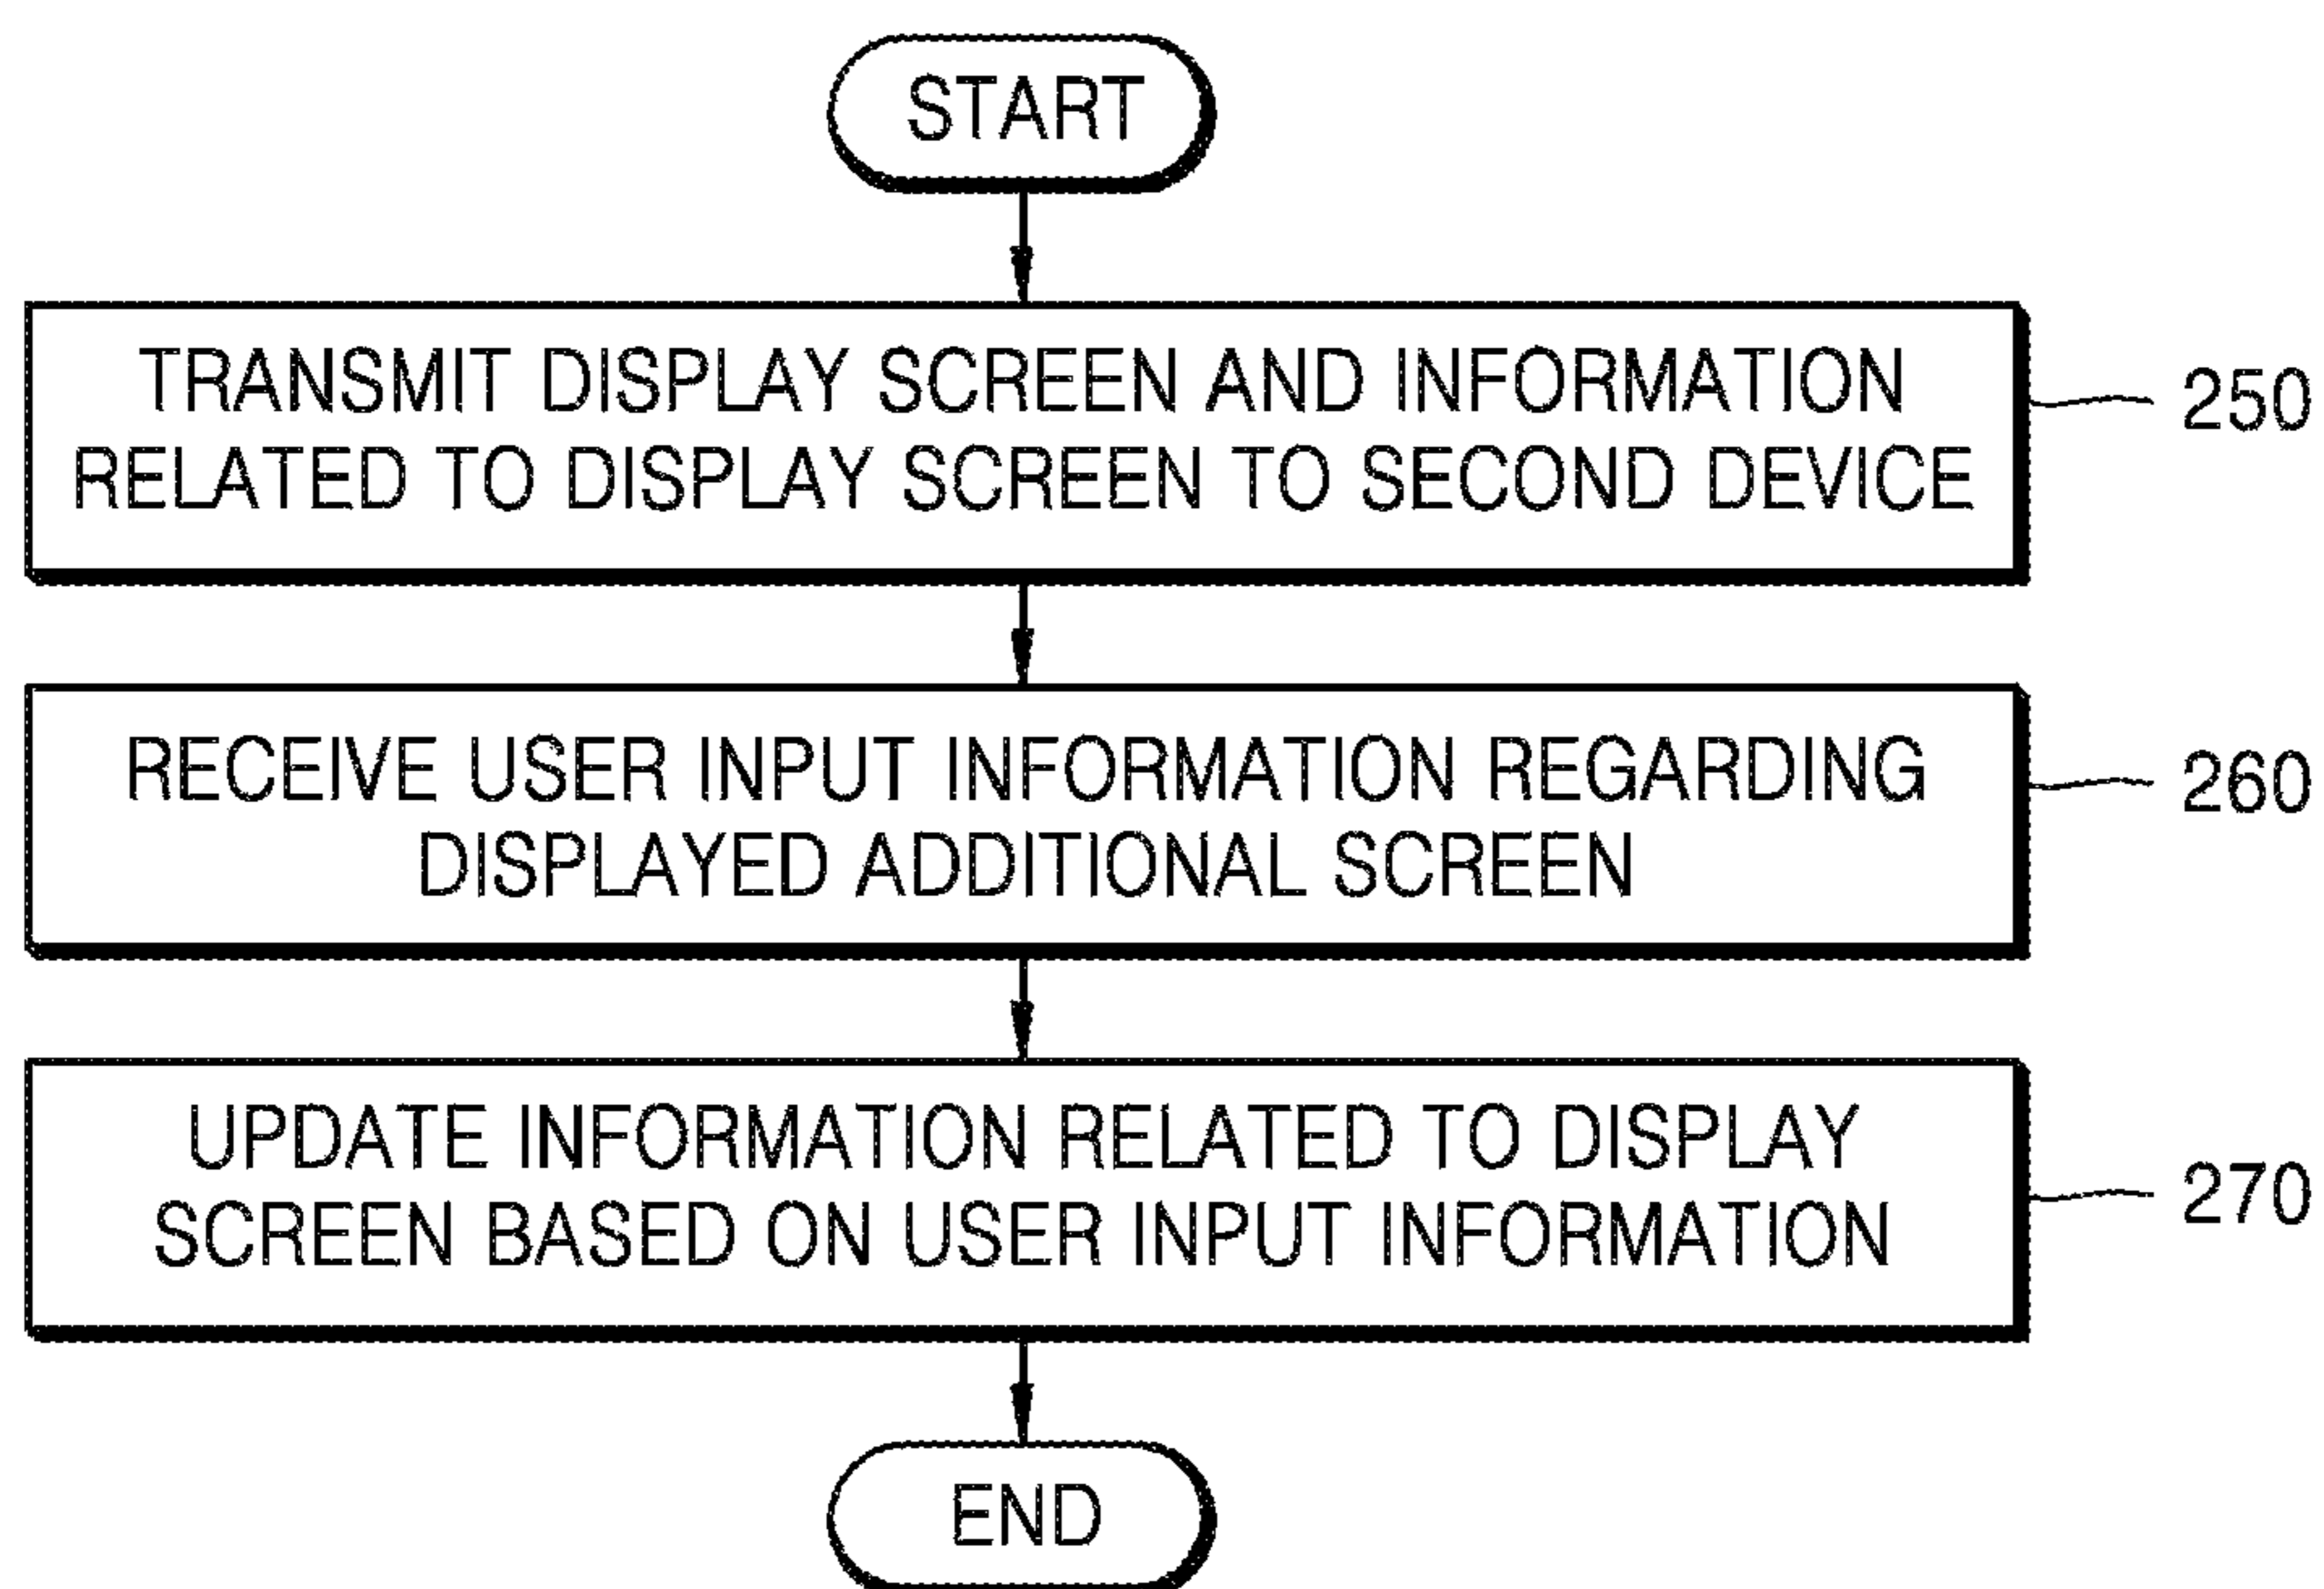 START
TRANSMIT DISPLAY SCREEN AND INFORMATION
RELATED TO DISPLAY SCREEN TO SECOND DEVICE
250
RECEIVE USER INPUT INFORMATION REGARDING
DISPLAYED ADDITIONAL SCREEN
260
UPDATE INFORMATION RELATED TO DISPLAY
SCREEN BASED ON USER INPUT INFORMATION
270
END